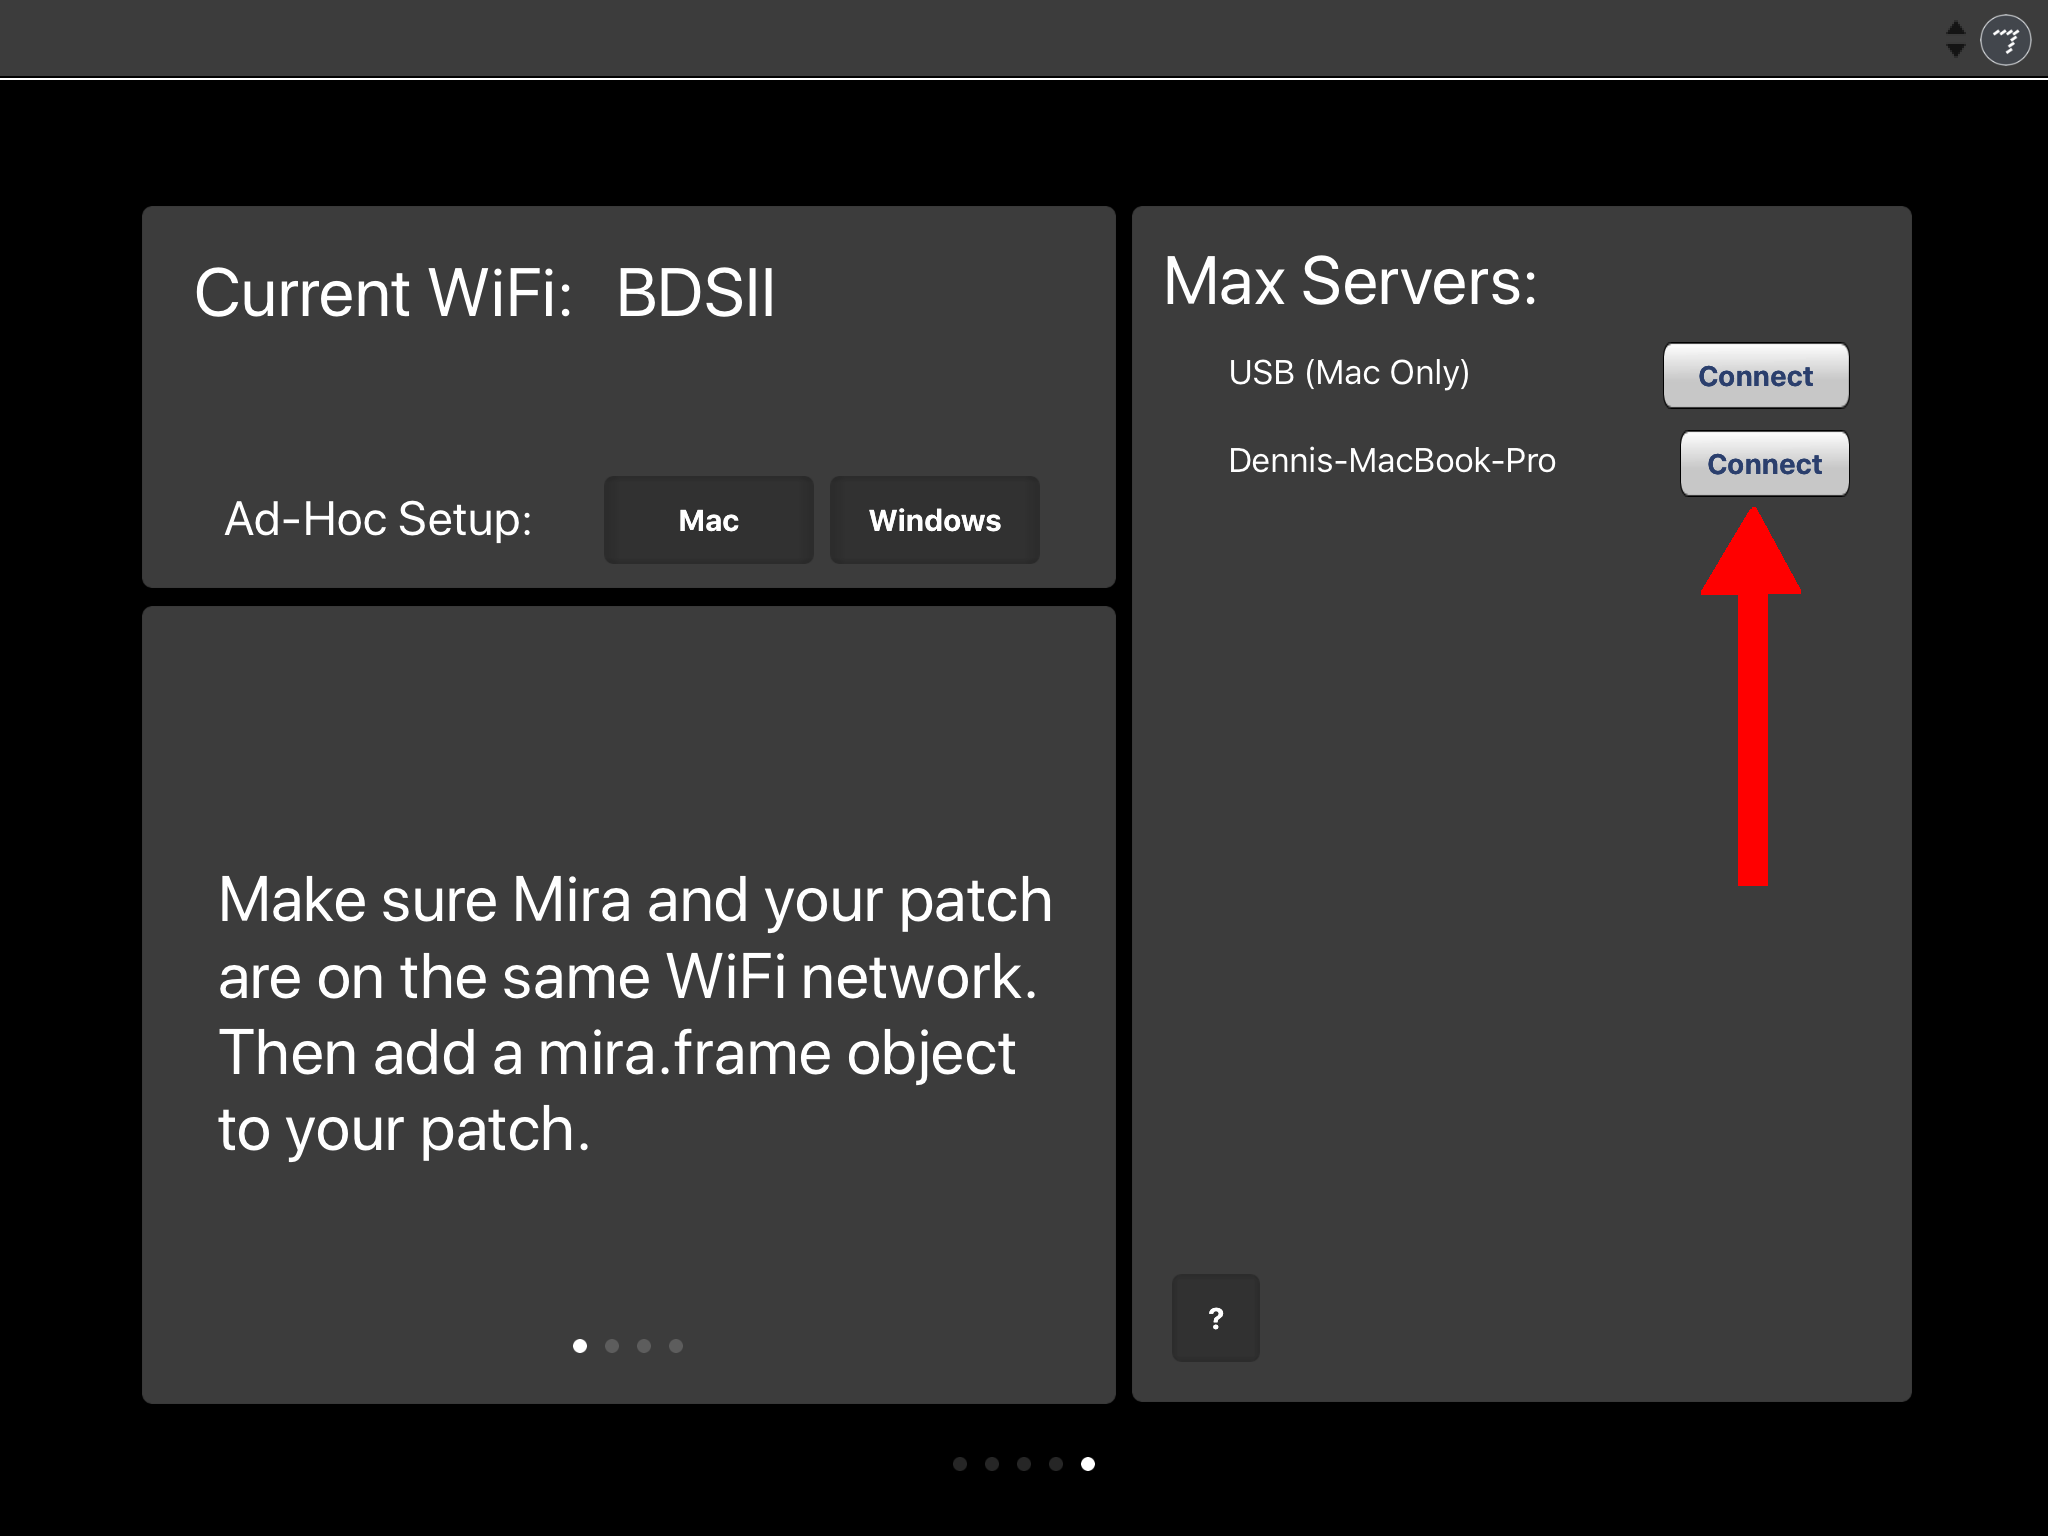 Current WiFi: BDSII
Ad-Hoc Setup:
Mac
Windows
Make sure Mira and your patch
are on the same WiFi network.
Then add a mira.frame object
to your patch.
Max Servers:
USB (Mac Only)
Connect
Dennis-MacBook-Pro
Connect
?